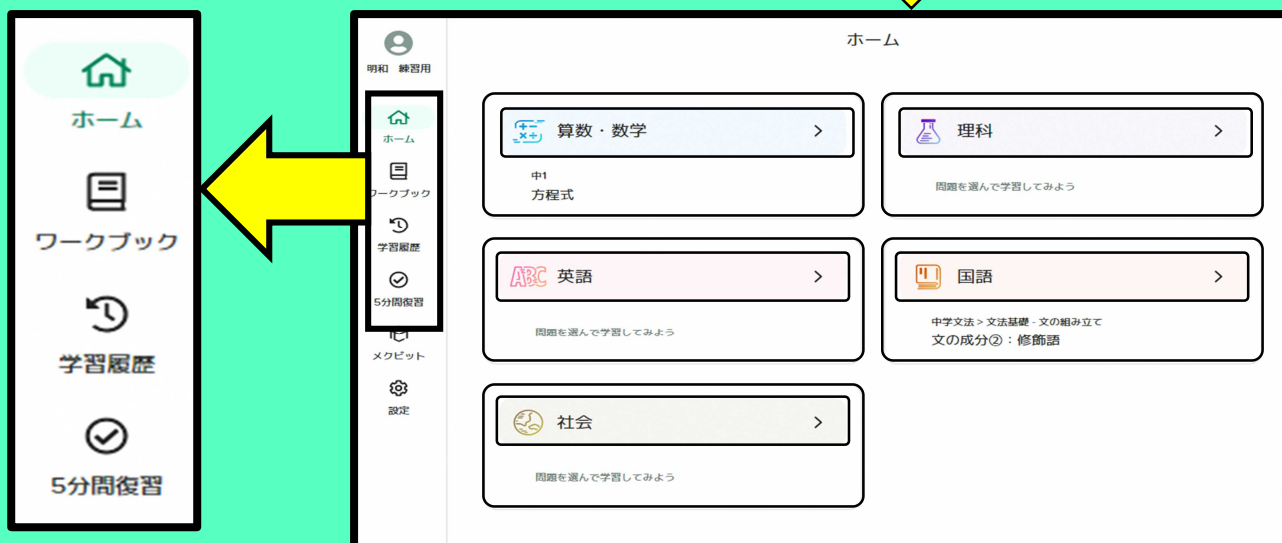 ホーム
ワークブック
学習履歴
5分間復習
明和 練習用
ホーム
ワークブック
学習履歴
5分間復習
メクビット
設定
ホーム
算数・数学
中1
方程式
理科
問題を選んで学習してみよう
ABC 英語
問題を選んで学習してみよう
国語
中学文法 > 文法基礎 - 文の組み立て
文の成分②：修飾語
社会
問題を選んで学習してみよう